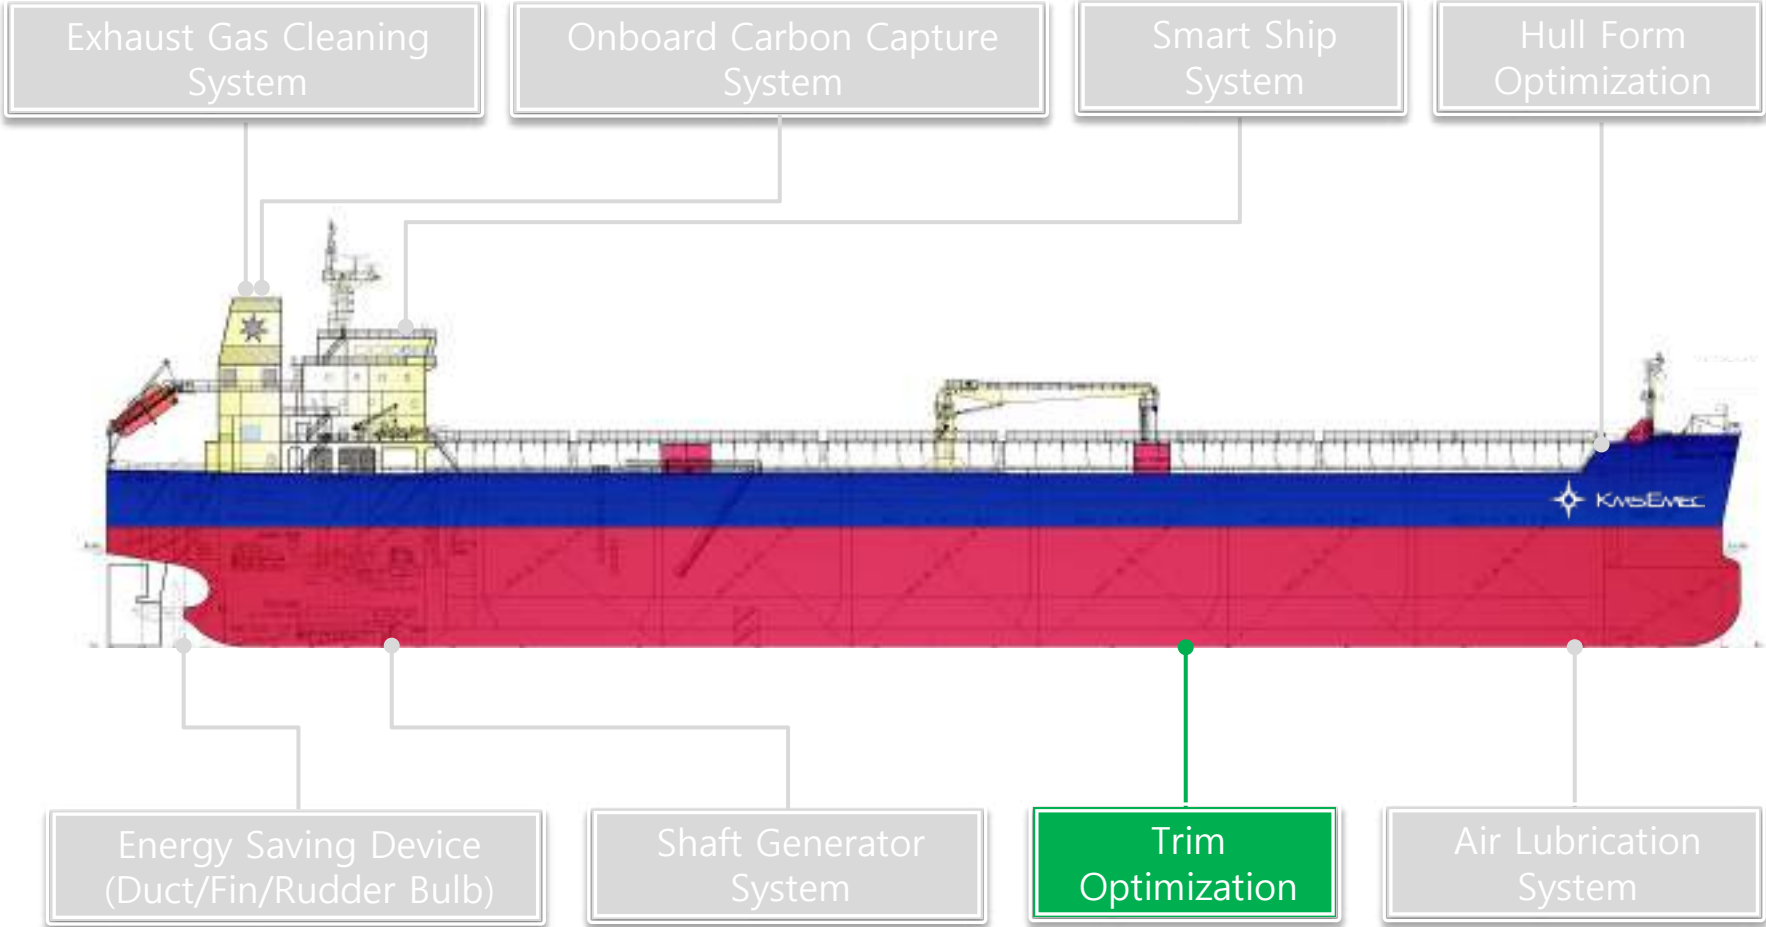 Exhaust Gas Cleaning
System
Onboard Carbon Capture
System
Smart Ship
System
Hull Form
Optimization
KMSEMEC
Energy Saving Device
(Duct/Fin/Rudder Bulb)
Shaft Generator
System
Trim
Optimization
Air Lubrication
System